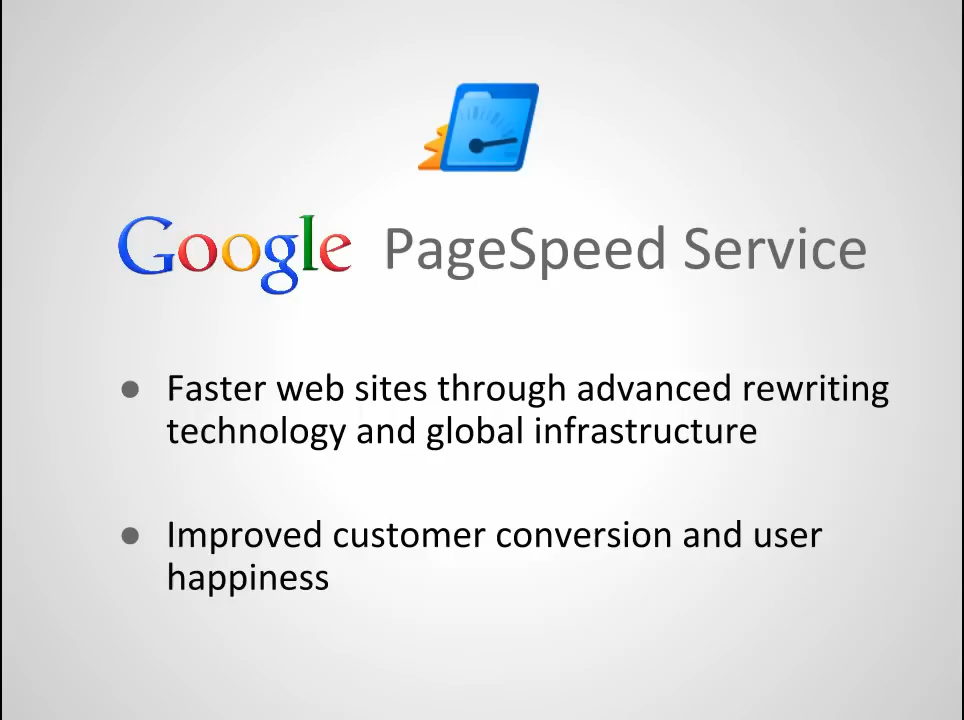 Google PageSpeed Service
● Faster web sites through advanced rewriting
technology and global infrastructure
● Improved customer conversion and user
happiness